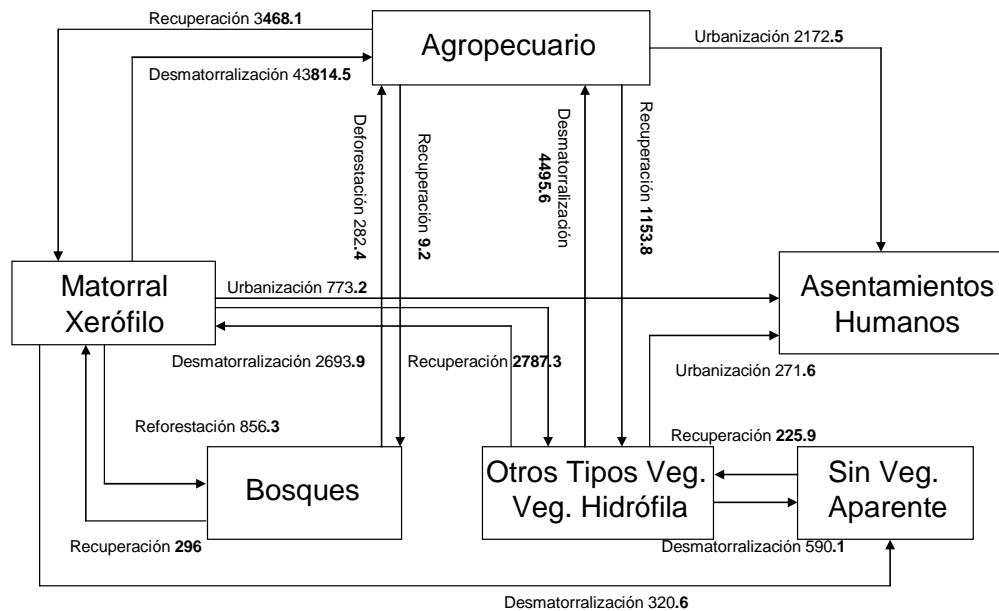 Recuperación 3468.1
Agropecuario
Urbanización 2172.5
Desmatorralización 43814.5
Deforestación 282.4
Recuperación 9.2
Desmatorralización
4495.6
Recuperación 1153.8
Matorral
Xerófilo
Urbanización 773.2
Asentamientos
Humanos
Desmatorralización 2693.9
Recuperación 2787.3
Urbanización 271.6
Reforestación 856.3
Recuperación 225.9
Bosques
Otros Tipos Veg.
Veg. Hidrófila
Sin Veg.
Aparente
Recuperación 296
Desmatorralización 590.1
Desmatorralización 320.6